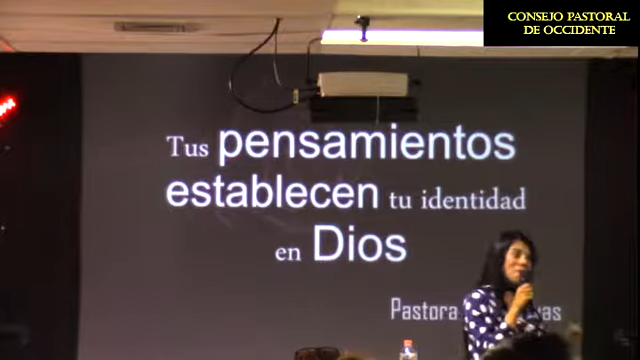 CONSEJO PASTORAL
DE OCCIDENTE
Tus pensamientos
establecen tu identidad
en Dios
Pastora